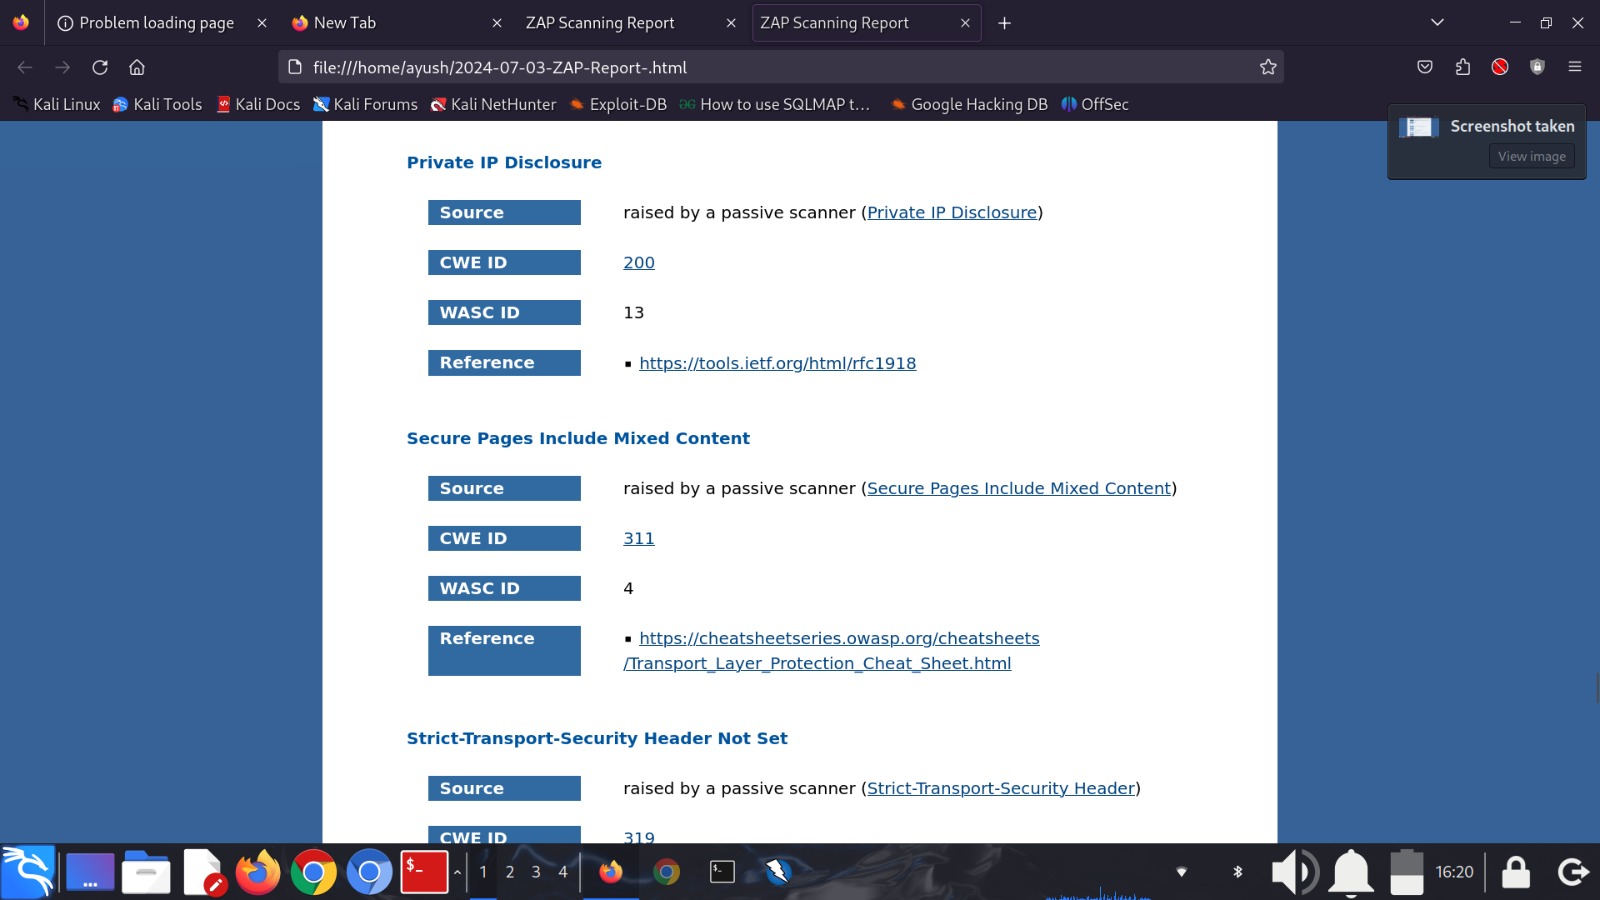 Problem loading page
New Tab
ZAP Scanning Report
ZAP Scanning Report
file:///home/ayush/2024-07-03-ZAP-Report-.html
Kali Linux Kali Tools Kali Docs Kali Forums Kali NetHunter Exploit-DB How to use SQLMAP t... Google Hacking DB OffSec
Screenshot taken
View image
Private IP Disclosure
Source raised by a passive scanner (Private IP Disclosure)
CWE ID 200
WASC ID 13
Reference ▪ https://tools.ietf.org/html/rfc1918
Secure Pages Include Mixed Content
Source raised by a passive scanner (Secure Pages Include Mixed Content)
CWE ID 311
WASC ID 4
Reference ▪ https://cheatsheetseries.owasp.org/cheatsheets
/Transport_Layer_Protection_Cheat_Sheet.html
Strict-Transport-Security Header Not Set
Source raised by a passive scanner (Strict-Transport-Security Header)
CWE ID 319
$_ 1 2 3 4 16:20